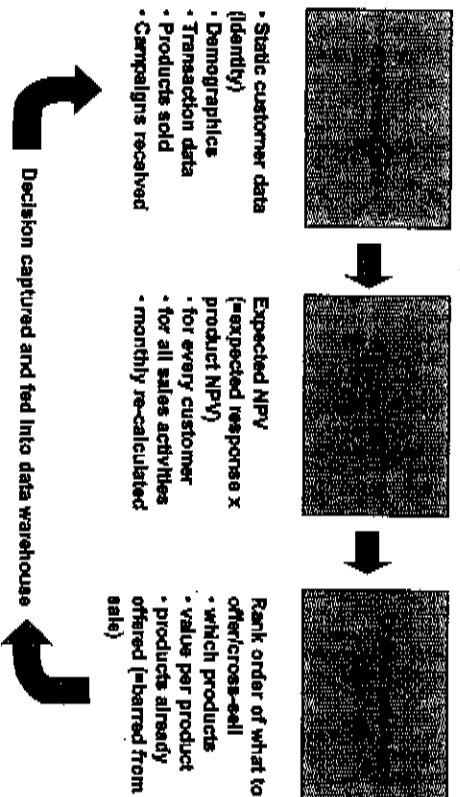 • Static customer data
(Identity)
• Demographics
• Transaction data
• Products sold
• Campaigns received
Expected NPV
(=expected response x
product NPV)
• for every customer
• for all sales activities
• monthly re-calculated
Rank order of what to
offer/cross-sell
• which products
• value per product
• products already
offered (=barred from
sale)
Decision captured and fed into data warehouse